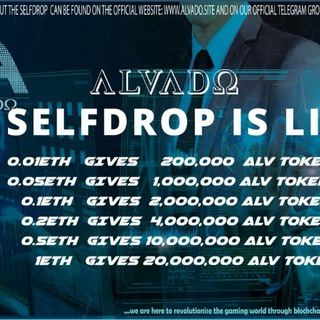 UT THE SELFDROP CAN BE FOUND ON THE OFFICIAL WEBSITE: WWW.ALVADO.SITE AND ON OUR OFFICIAL TELEGRAM GRO
ALVADΩ
DΩ
SELFDROP IS LI
0.01ETH GIVES 200,000 ALV TOKE
0.05ETH GIVES 1,000,000 ALV TOKE
0.1ETH GIVES 2,000,000 ALV TOKE
0.2ETH GIVES 4,000,000 ALV TOKE
0.5ETH GIVES 10,000,000 ALV TOKE
1ETH GIVES 20,000,000 ALV TOKE
...we are here to revolutionise the gaming world through blockcha